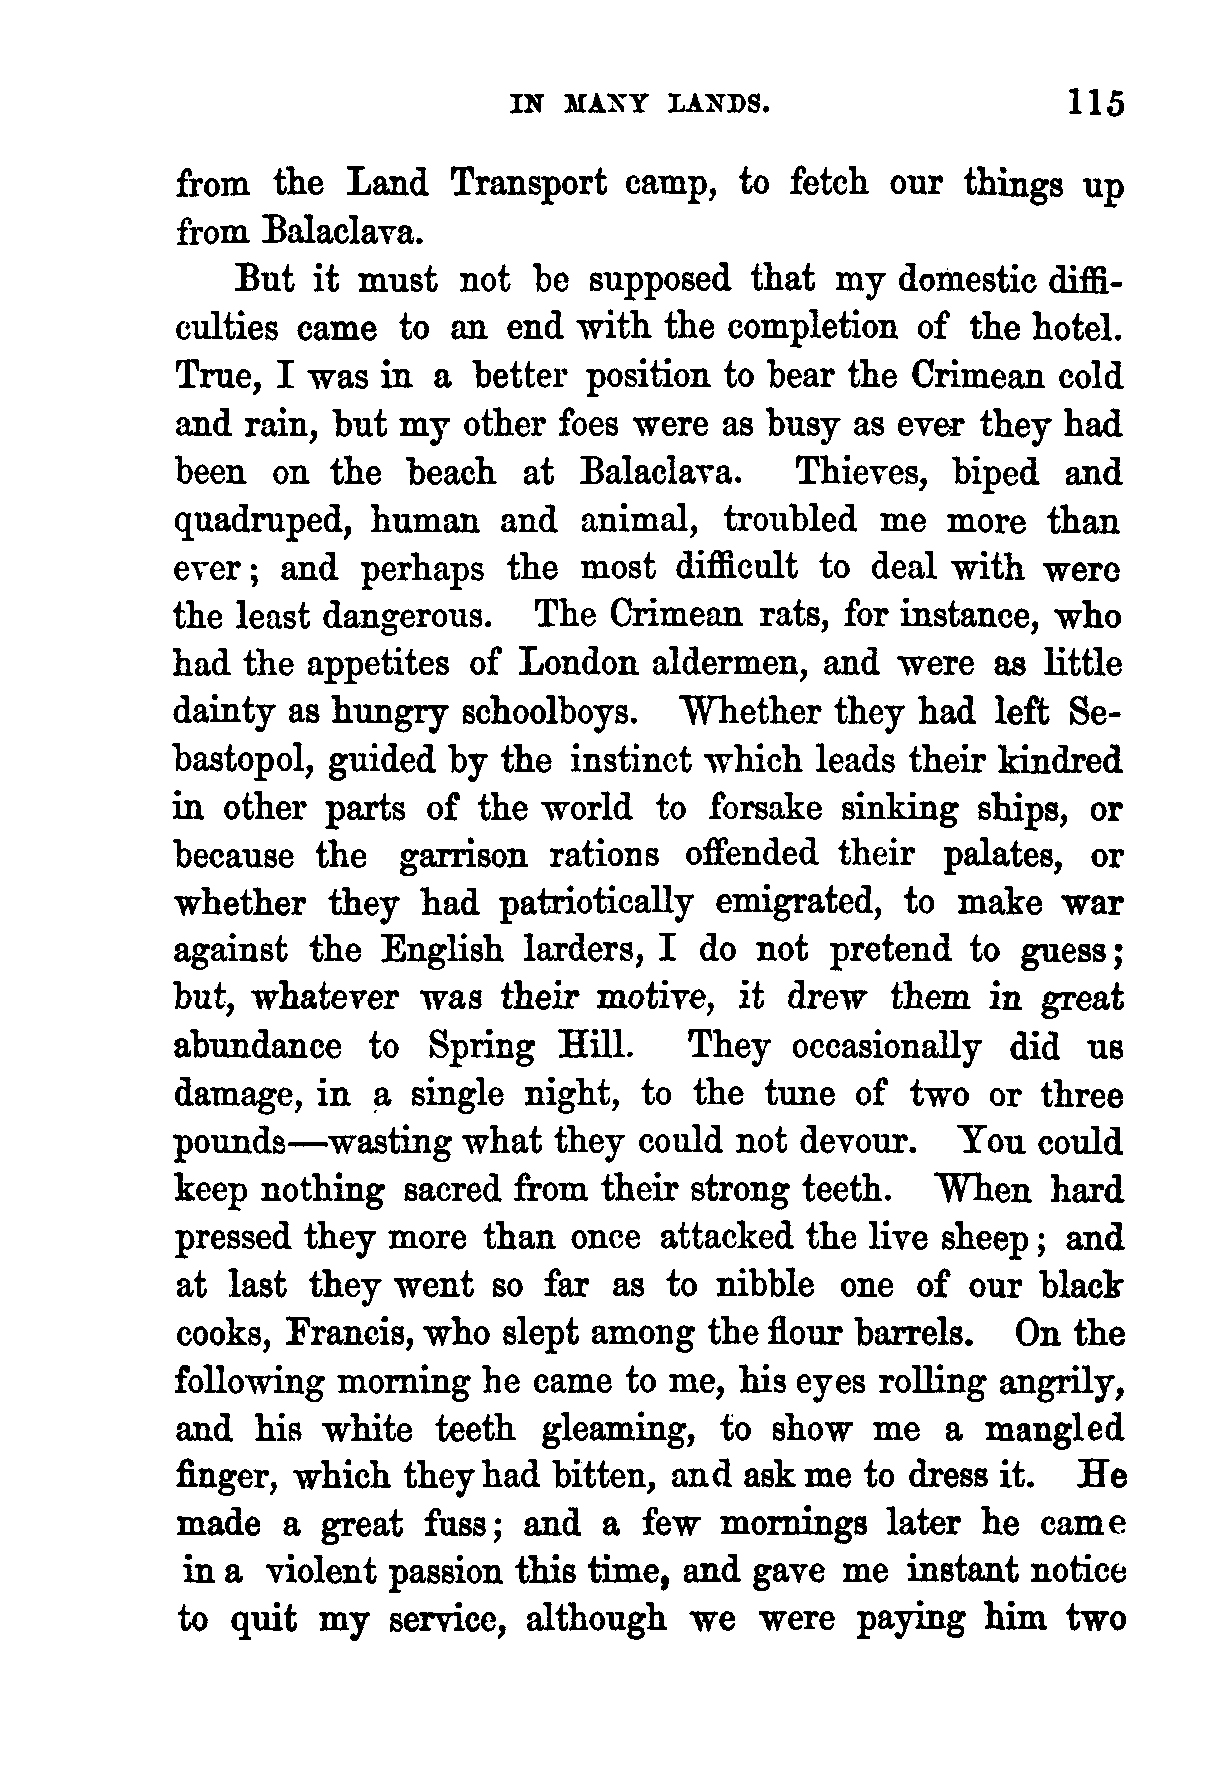 IN MANY LANDS. 115
from the Land Transport camp, to fetch our things up
from Balaclava.
But it must not be supposed that my domestic diffi-
culties came to an end with the completion of the hotel.
True, I was in a better position to bear the Crimean cold
and rain, but my other foes were as busy as ever they had
been on the beach at Balaclava. Thieves, biped and
quadruped, human and animal, troubled me more than
ever; and perhaps the most difficult to deal with were
the least dangerous. The Crimean rats, for instance, who
had the appetites of London aldermen, and were as little
dainty as hungry schoolboys. Whether they had left Se-
bastopol, guided by the instinct which leads their kindred
in other parts of the world to forsake sinking ships, or
because the garrison rations offended their palates, or
whether they had patriotically emigrated, to make war
against the English larders, I do not pretend to guess;
but, whatever was their motive, it drew them in great
abundance to Spring Hill. They occasionally did us
damage, in a single night, to the tune of two or three
pounds—wasting what they could not devour. You could
keep nothing sacred from their strong teeth. When hard
pressed they more than once attacked the live sheep; and
at last they went so far as to nibble one of our black
cooks, Francis, who slept among the flour barrels. On the
following morning he came to me, his eyes rolling angrily,
and his white teeth gleaming, to show me a mangled
finger, which they had bitten, and ask me to dress it. He
made a great fuss; and a few mornings later he came
in a violent passion this time, and gave me instant notice
to quit my service, although we were paying him two